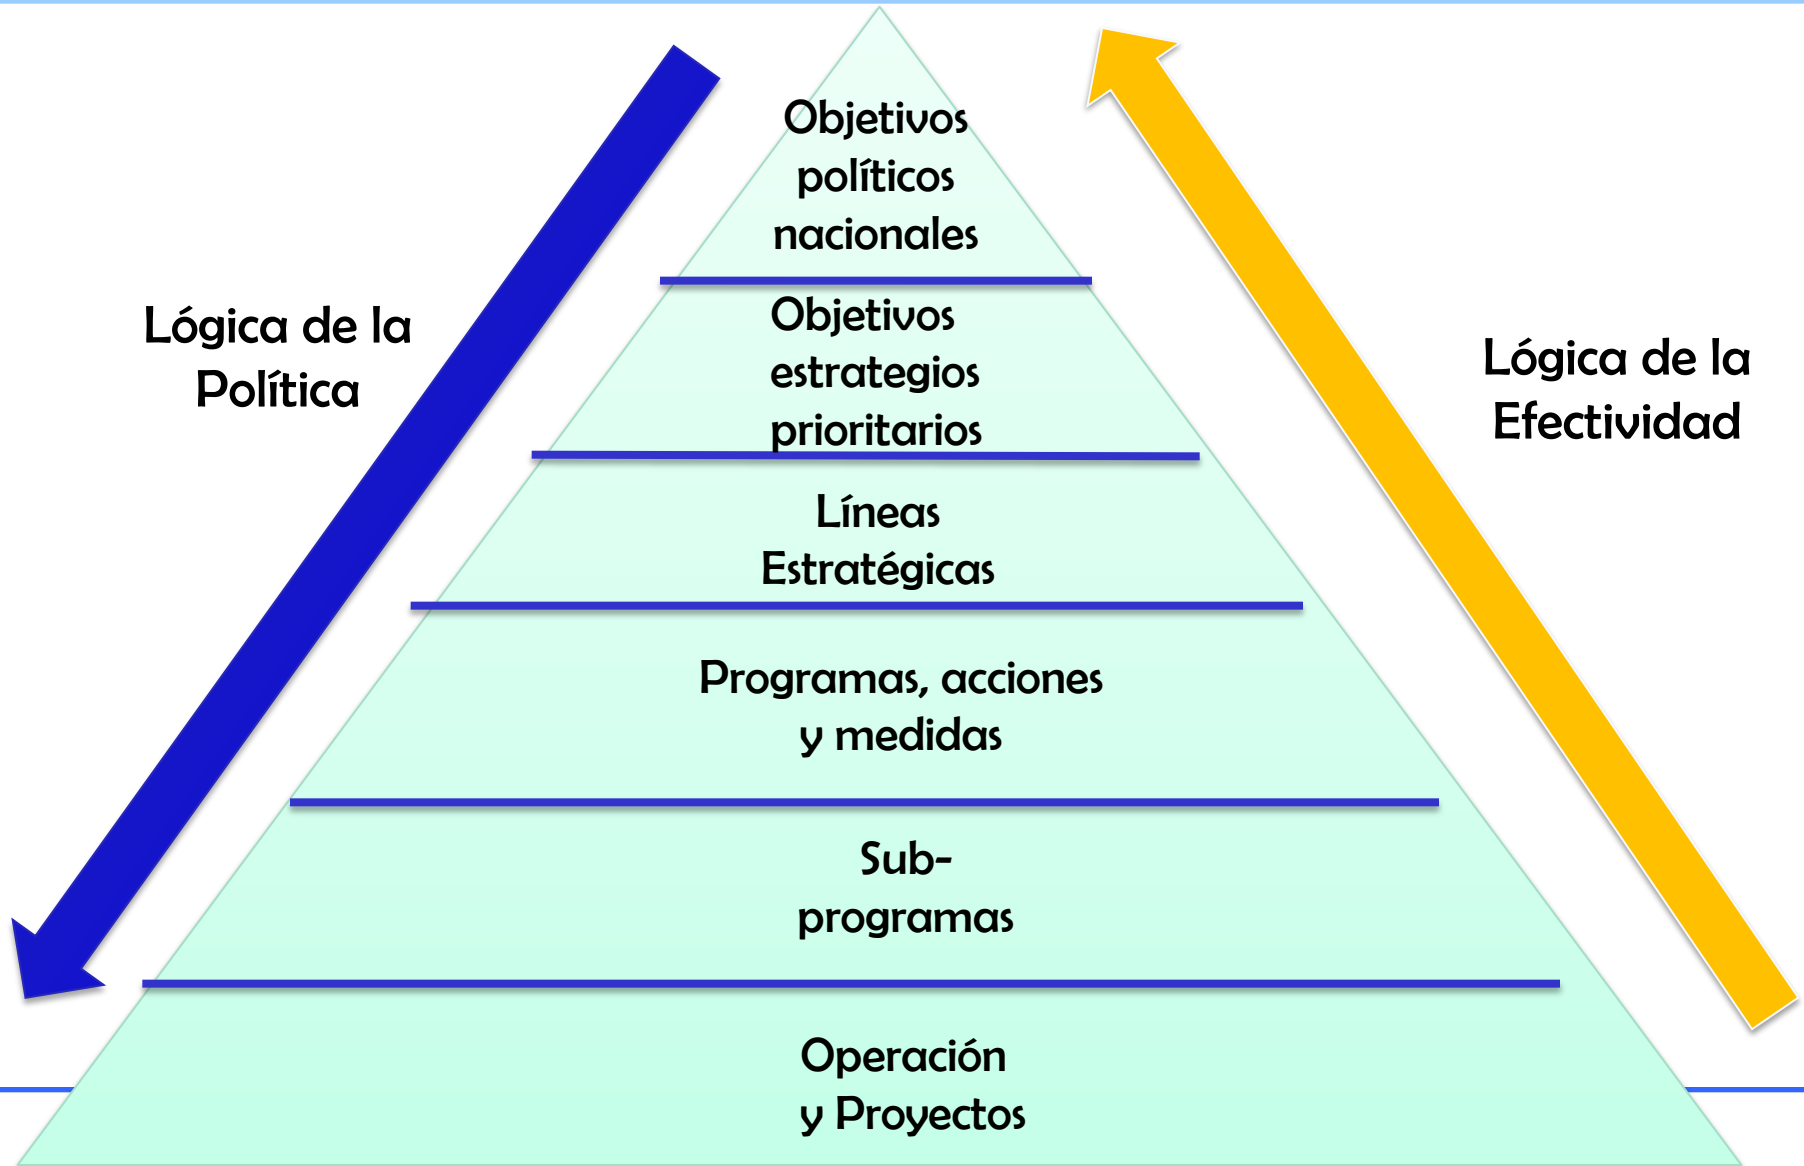 Objetivos
políticos
nacionales
Objetivos
estrategios
prioritarios
Líneas
Estratégicas
Programas, acciones
y medidas
Sub-
programas
Operación
y Proyectos
Lógica de la
Política
Lógica de la
Efectividad